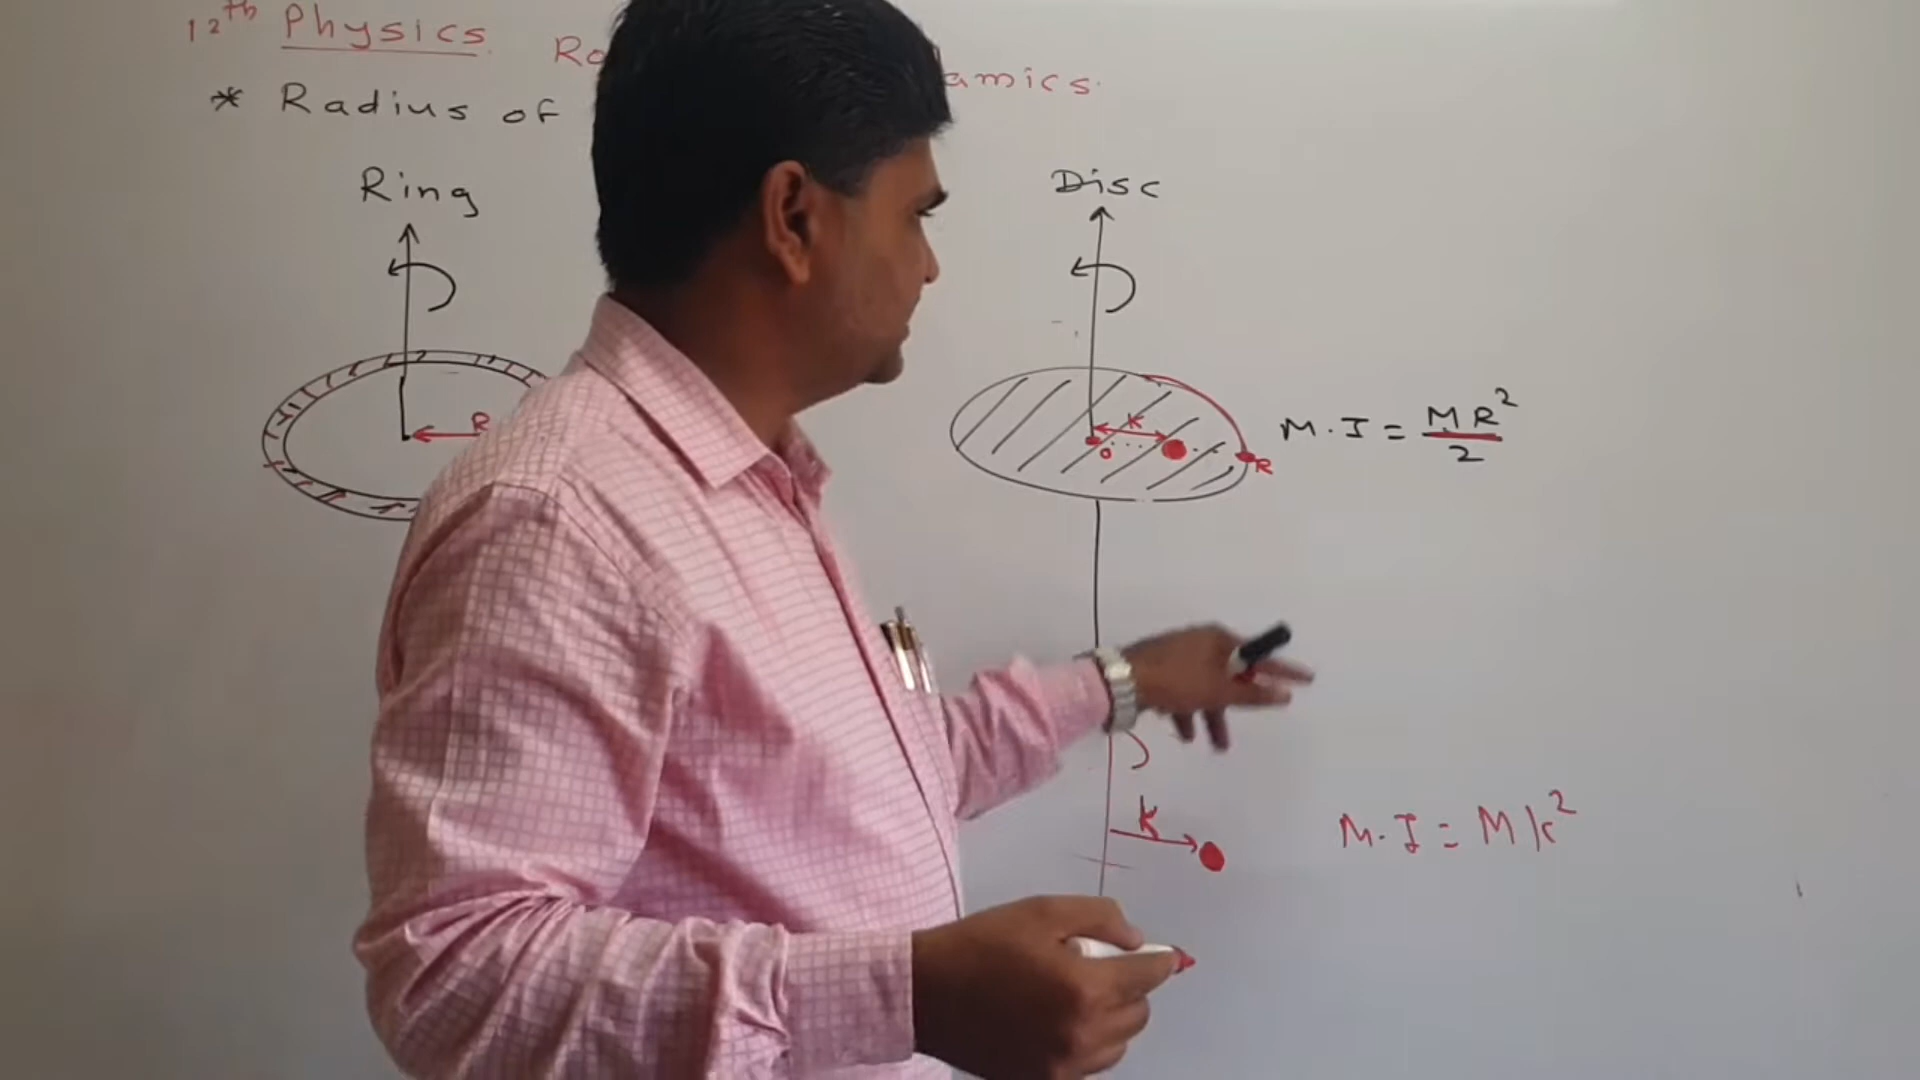 12th Physics Ro amics.
* Radius of
Ring
Disc
R
K
O
R
M.I = MR²/2
K
M.I = MK²